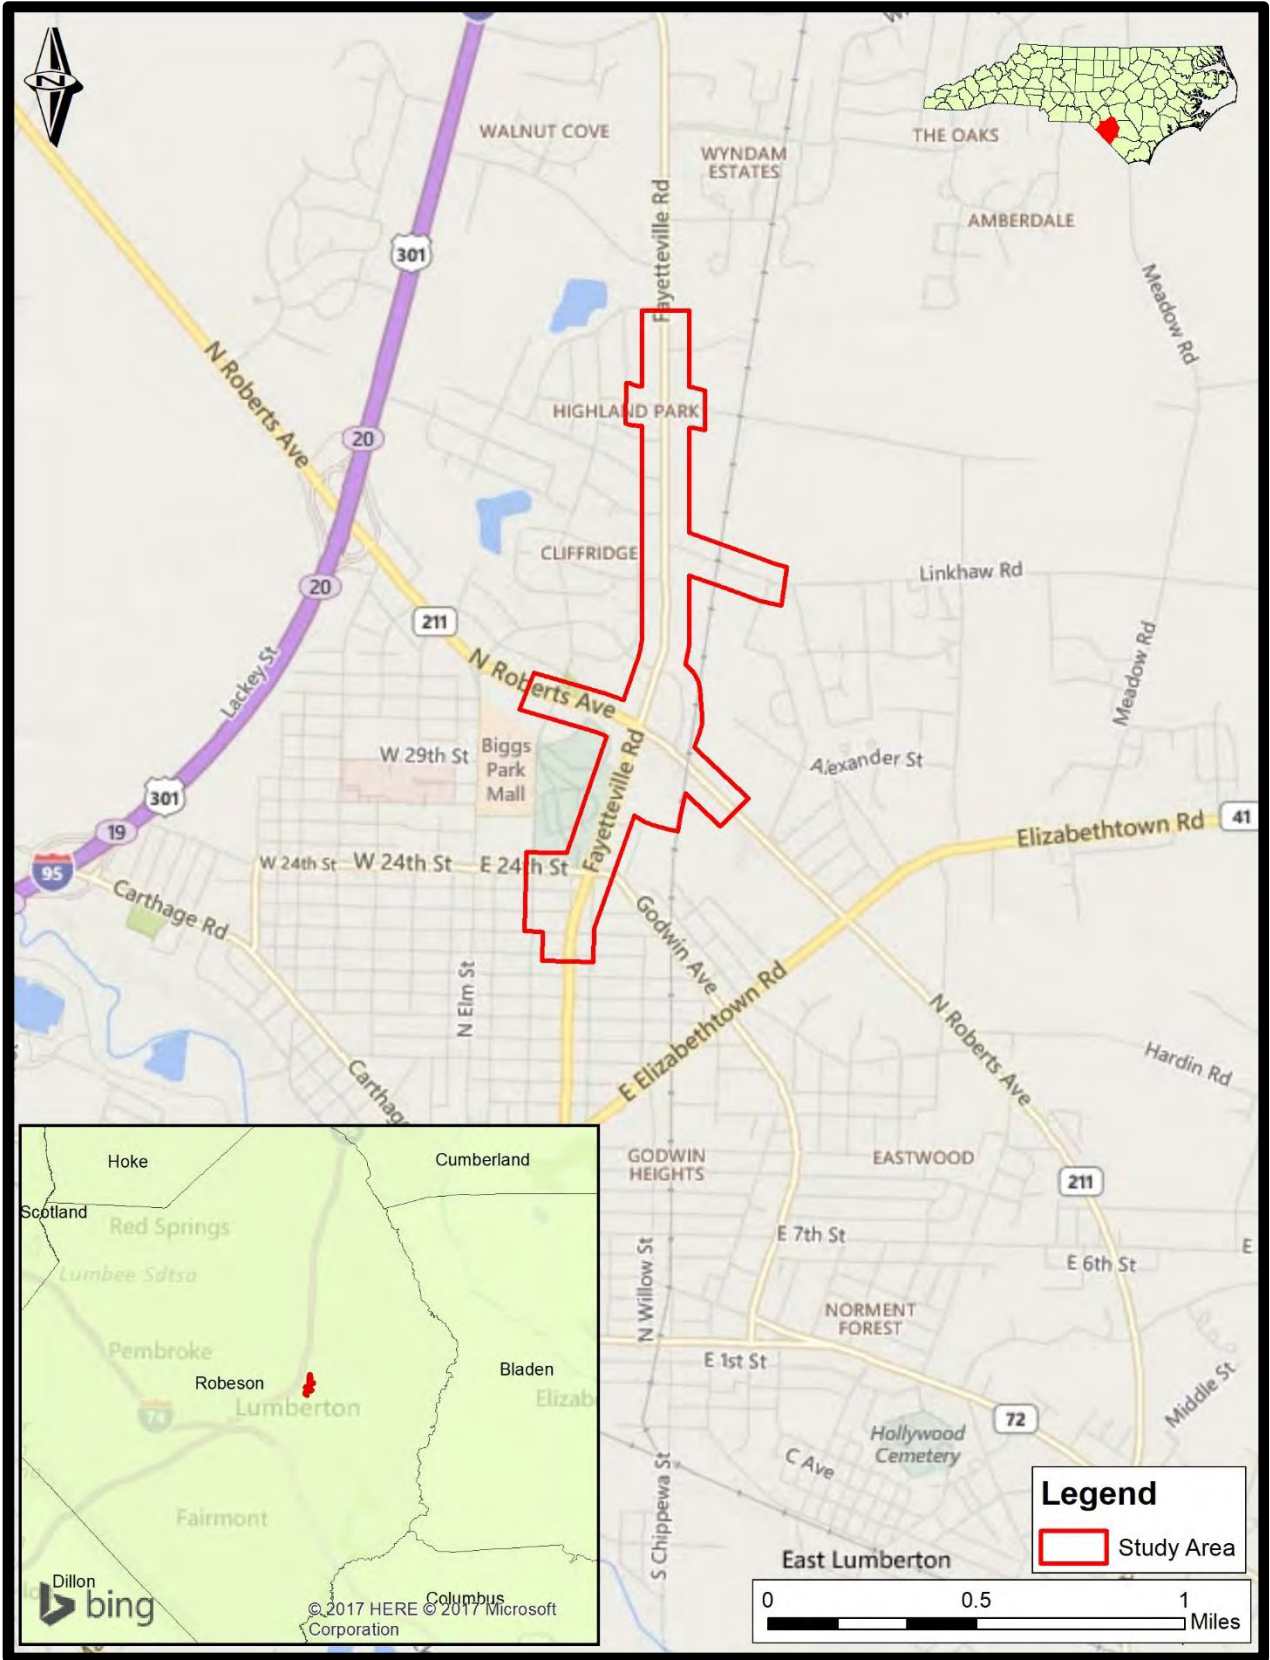 N
WALNUT COVE
WYNDAM
ESTATES
THE OAKS
AMBERDALE
Fayetteville Rd
Meadow Rd
301
N Roberts Ave
HIGHLAND PARK
20
CLIFFRIDGE
Linkhaw Rd
20
211
Lackey St
N Roberts Ave
Meadow Rd
W 29th St
Biggs
Park
Mall
Fayetteville Rd
Alexander St
301
19
41
Elizabethtown Rd
95
W 24th St
W 24th St
E 24th St
Carthage Rd
Godwin Ave
N Elm St
E Elizabethtown Rd
N Roberts Ave
Hardin Rd
Carthage
GODWIN
HEIGHTS
EASTWOOD
211
E 7th St
E 6th St
E
N Willow St
NORMENT
FOREST
E 1st St
Middle St
72
Hollywood
Cemetery
C Ave
S Chippewa St
East Lumberton
Hoke
Cumberland
Scotland
Red Springs
Lumbee Sdtsa
Pembroke
Robeson
Bladen
Lumberton
Elizab
74
Fairmont
Dillon
Columbus
bing
© 2017 HERE © 2017 Microsoft
Corporation
Legend
Study Area
0 0.5 1
Miles